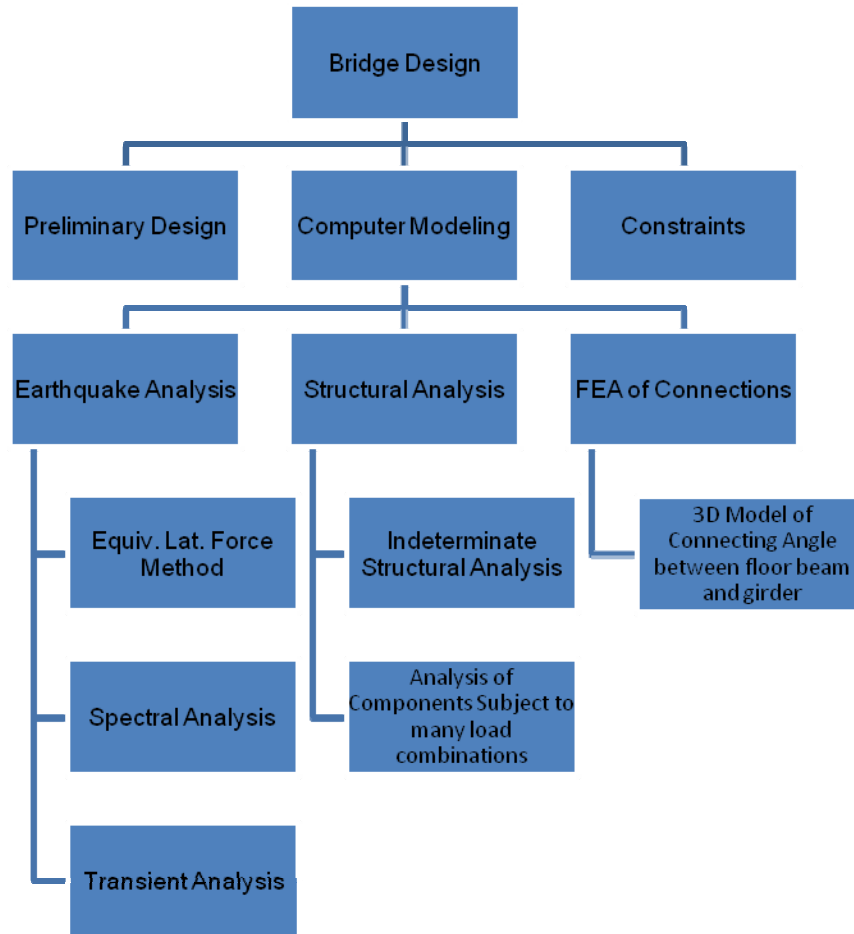 Bridge Design
Preliminary Design
Computer Modeling
Constraints
Earthquake Analysis
Structural Analysis
FEA of Connections
Equiv. Lat. Force
Method
Spectral Analysis
Transient Analysis
Indeterminate
Structural Analysis
Analysis of
Components Subject to
many load
combinations
3D Model of
Connecting Angle
between floor beam
and girder